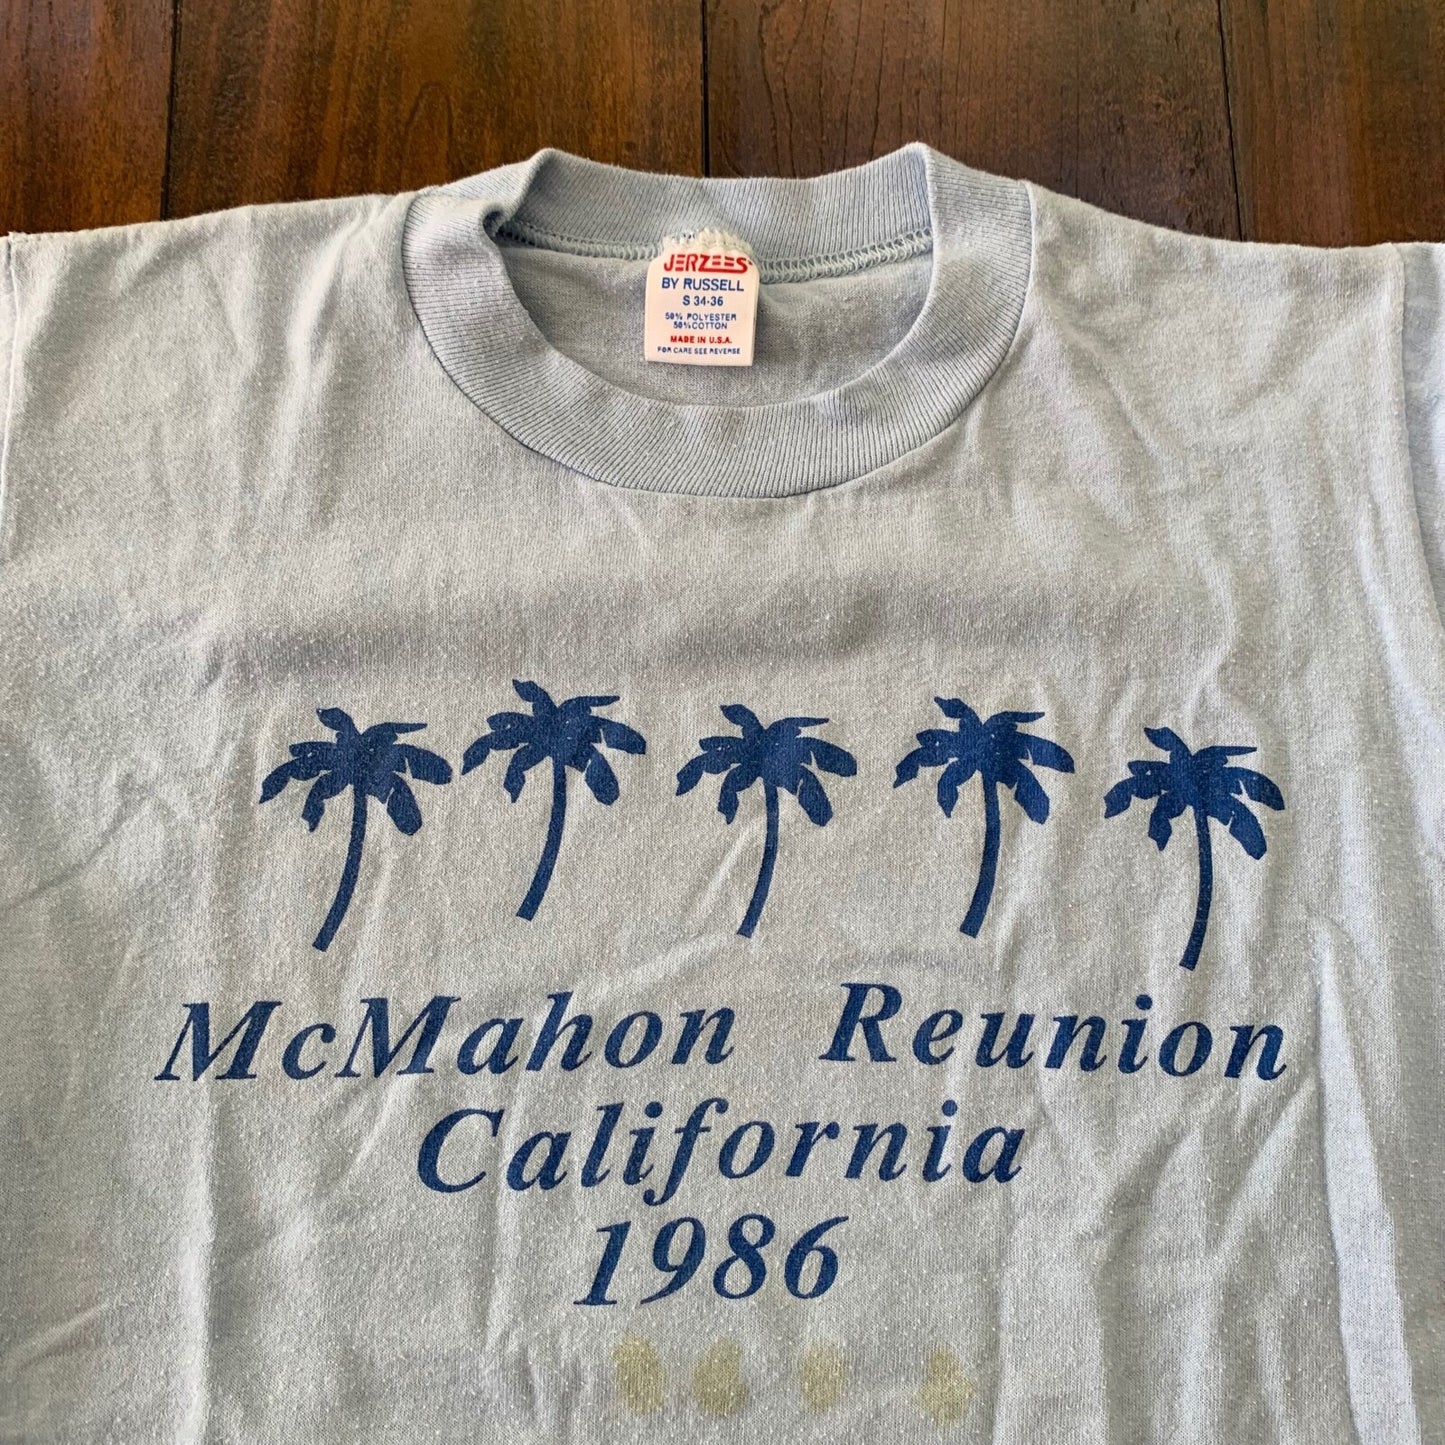 JERZEES
BY RUSSELL
S 34-36
50% POLYESTER
50% COTTON
MADE IN U.S.A.
FOR CARE SEE REVERSE
McMahon Reunion
California
1986